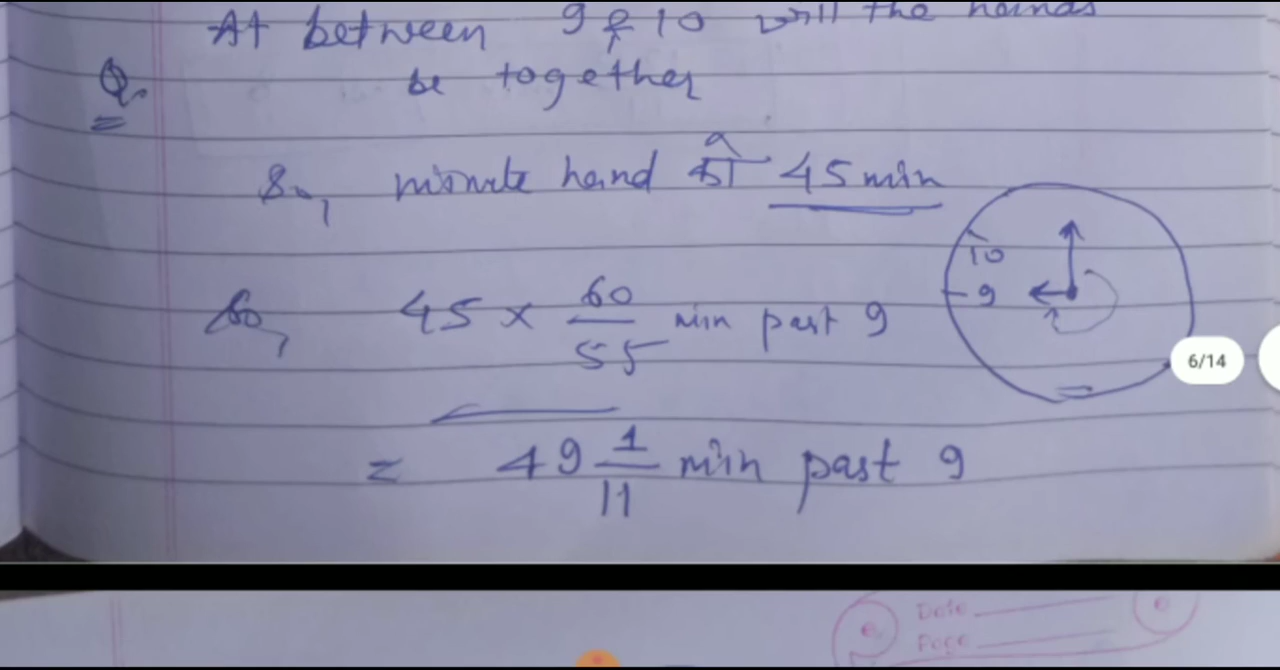 At between 9 & 10 will the hands
Q. be together
So, minute hand 45 min
10
9
So, 45 × 60/55 min past 9
6/14
= 49 1/11 min past 9
Date
Page